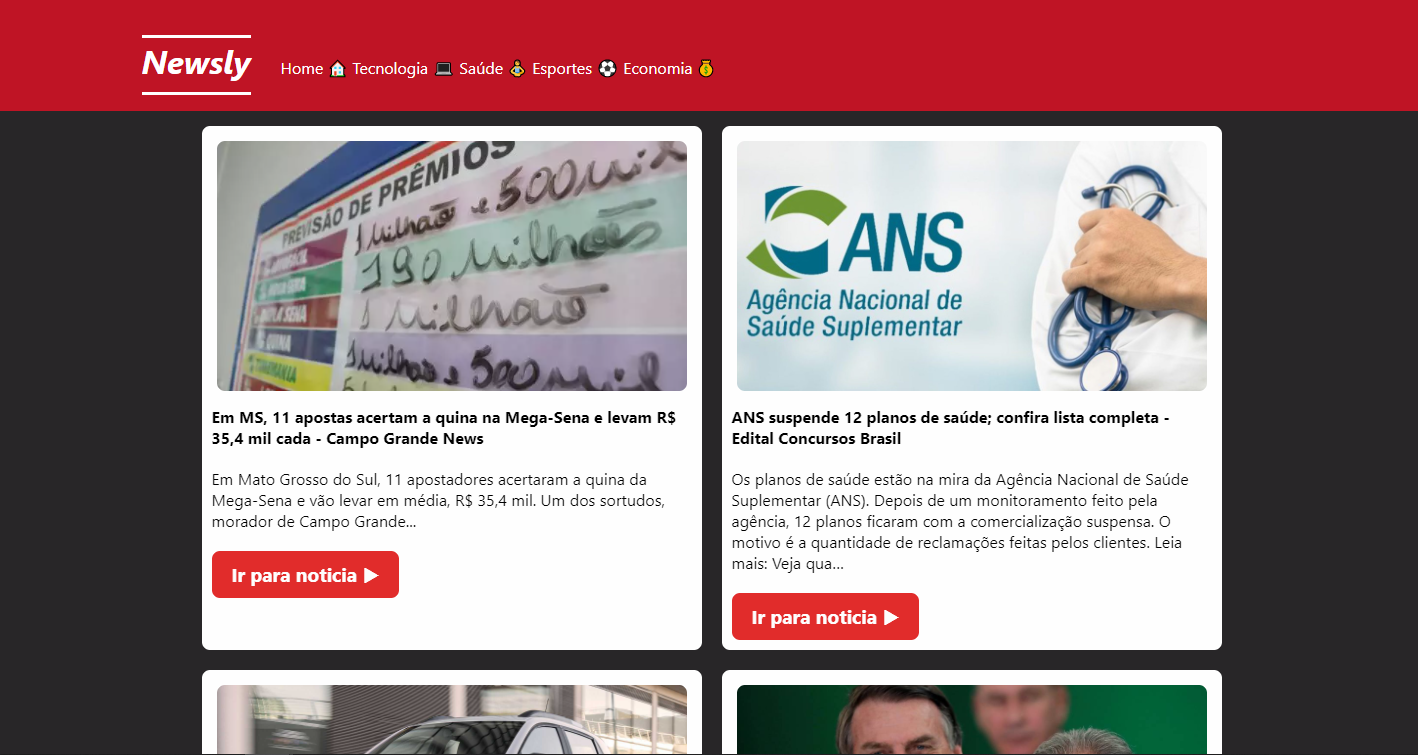 Newsly
Home 🏠 Tecnologia 💻 Saúde 🤱 Esportes ⚽ Economia 💰
PREVISÃO DE PRÊMIOS
1 Milhão e 500 Mil
190 Milhões
1 Milhão
1 Milhão e 500 Mil
DUPLA SENA
QUINA
TIMEMANIA
ANS
Agência Nacional de
Saúde Suplementar
Em MS, 11 apostas acertam a quina na Mega-Sena e levam R$
35,4 mil cada - Campo Grande News
Em Mato Grosso do Sul, 11 apostadores acertaram a quina da
Mega-Sena e vão levar em média, R$ 35,4 mil. Um dos sortudos,
morador de Campo Grande...
Ir para noticia ▶
ANS suspende 12 planos de saúde; confira lista completa -
Edital Concursos Brasil
Os planos de saúde estão na mira da Agência Nacional de Saúde
Suplementar (ANS). Depois de um monitoramento feito pela
agência, 12 planos ficaram com a comercialização suspensa. O
motivo é a quantidade de reclamações feitas pelos clientes. Leia
mais: Veja qua...
Ir para noticia ▶